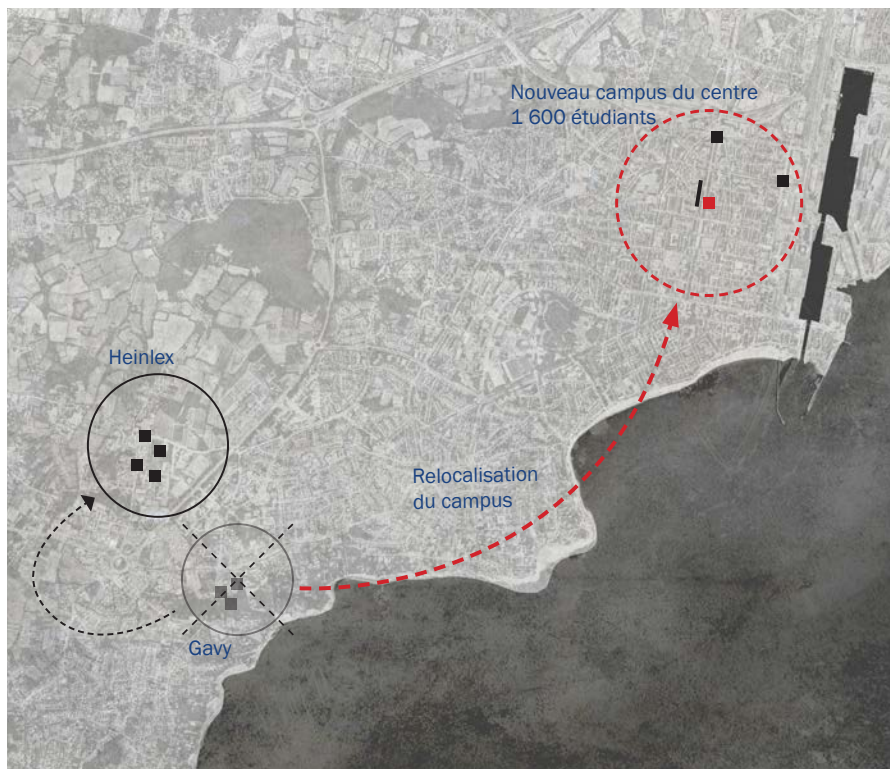 Nouveau campus du centre
1 600 étudiants
Heinlex
Relocalisation
du campus
Gavy